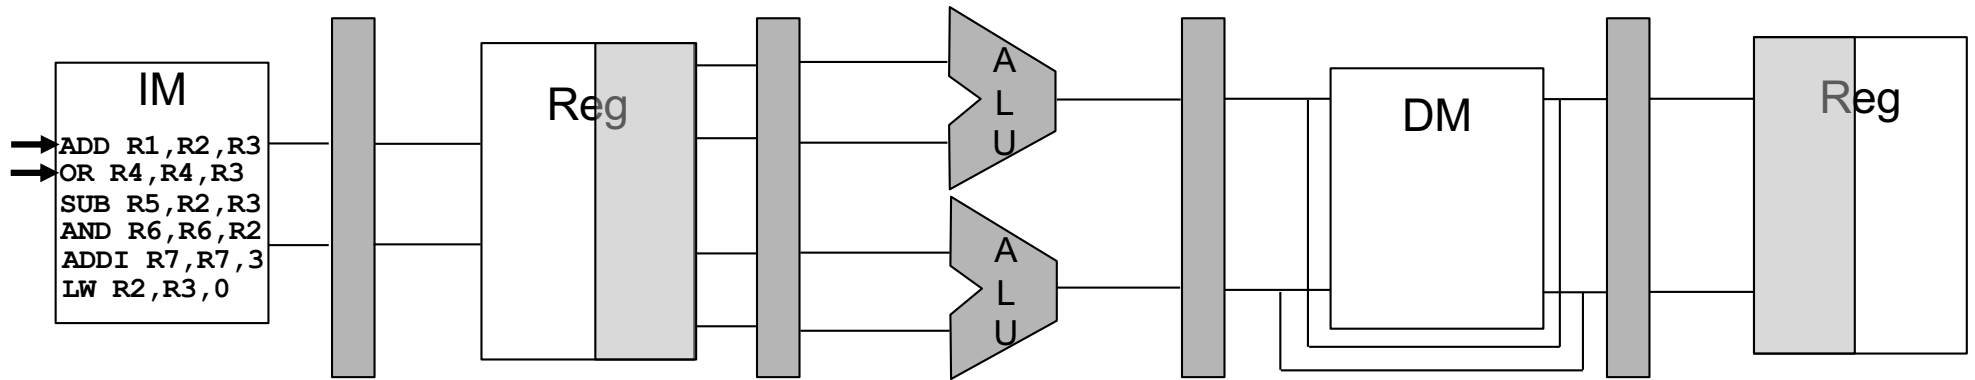 IM
ADD R1,R2,R3
OR R4,R4,R3
SUB R5,R2,R3
AND R6,R6,R2
ADDI R7,R7,3
LW R2,R3,0
Reg
A
L
U
A
L
U
DM
Reg